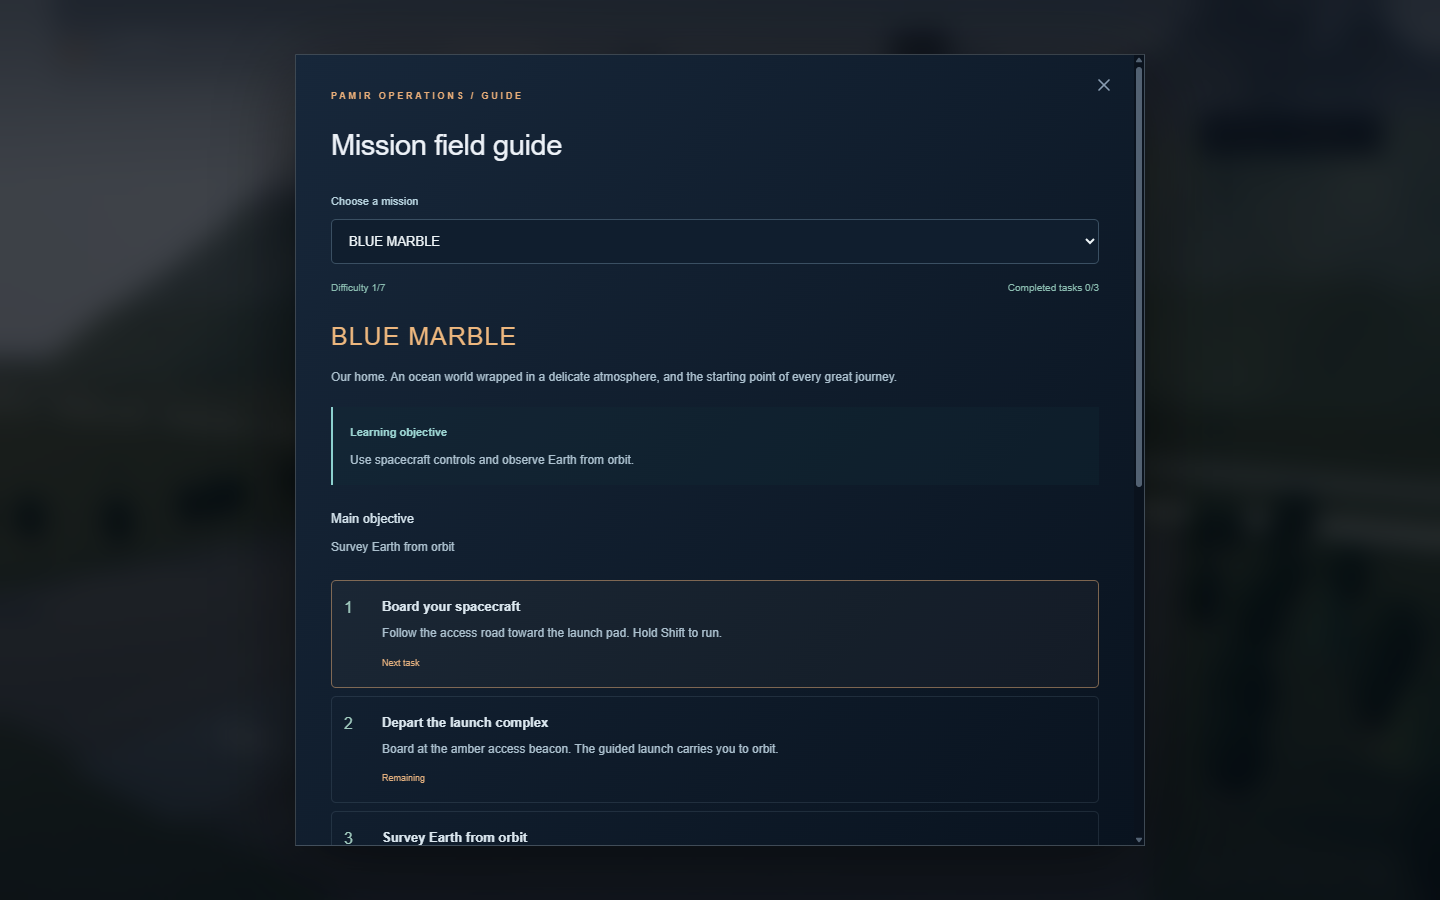 PAMIR OPERATIONS / GUIDE
Mission field guide
Choose a mission
BLUE MARBLE
Difficulty 1/7
Completed tasks 0/3
BLUE MARBLE
Our home. An ocean world wrapped in a delicate atmosphere, and the starting point of every great journey.
Learning objective
Use spacecraft controls and observe Earth from orbit.
Main objective
Survey Earth from orbit
1
Board your spacecraft
Follow the access road toward the launch pad. Hold Shift to run.
Next task
2
Depart the launch complex
Board at the amber access beacon. The guided launch carries you to orbit.
Remaining
3
Survey Earth from orbit